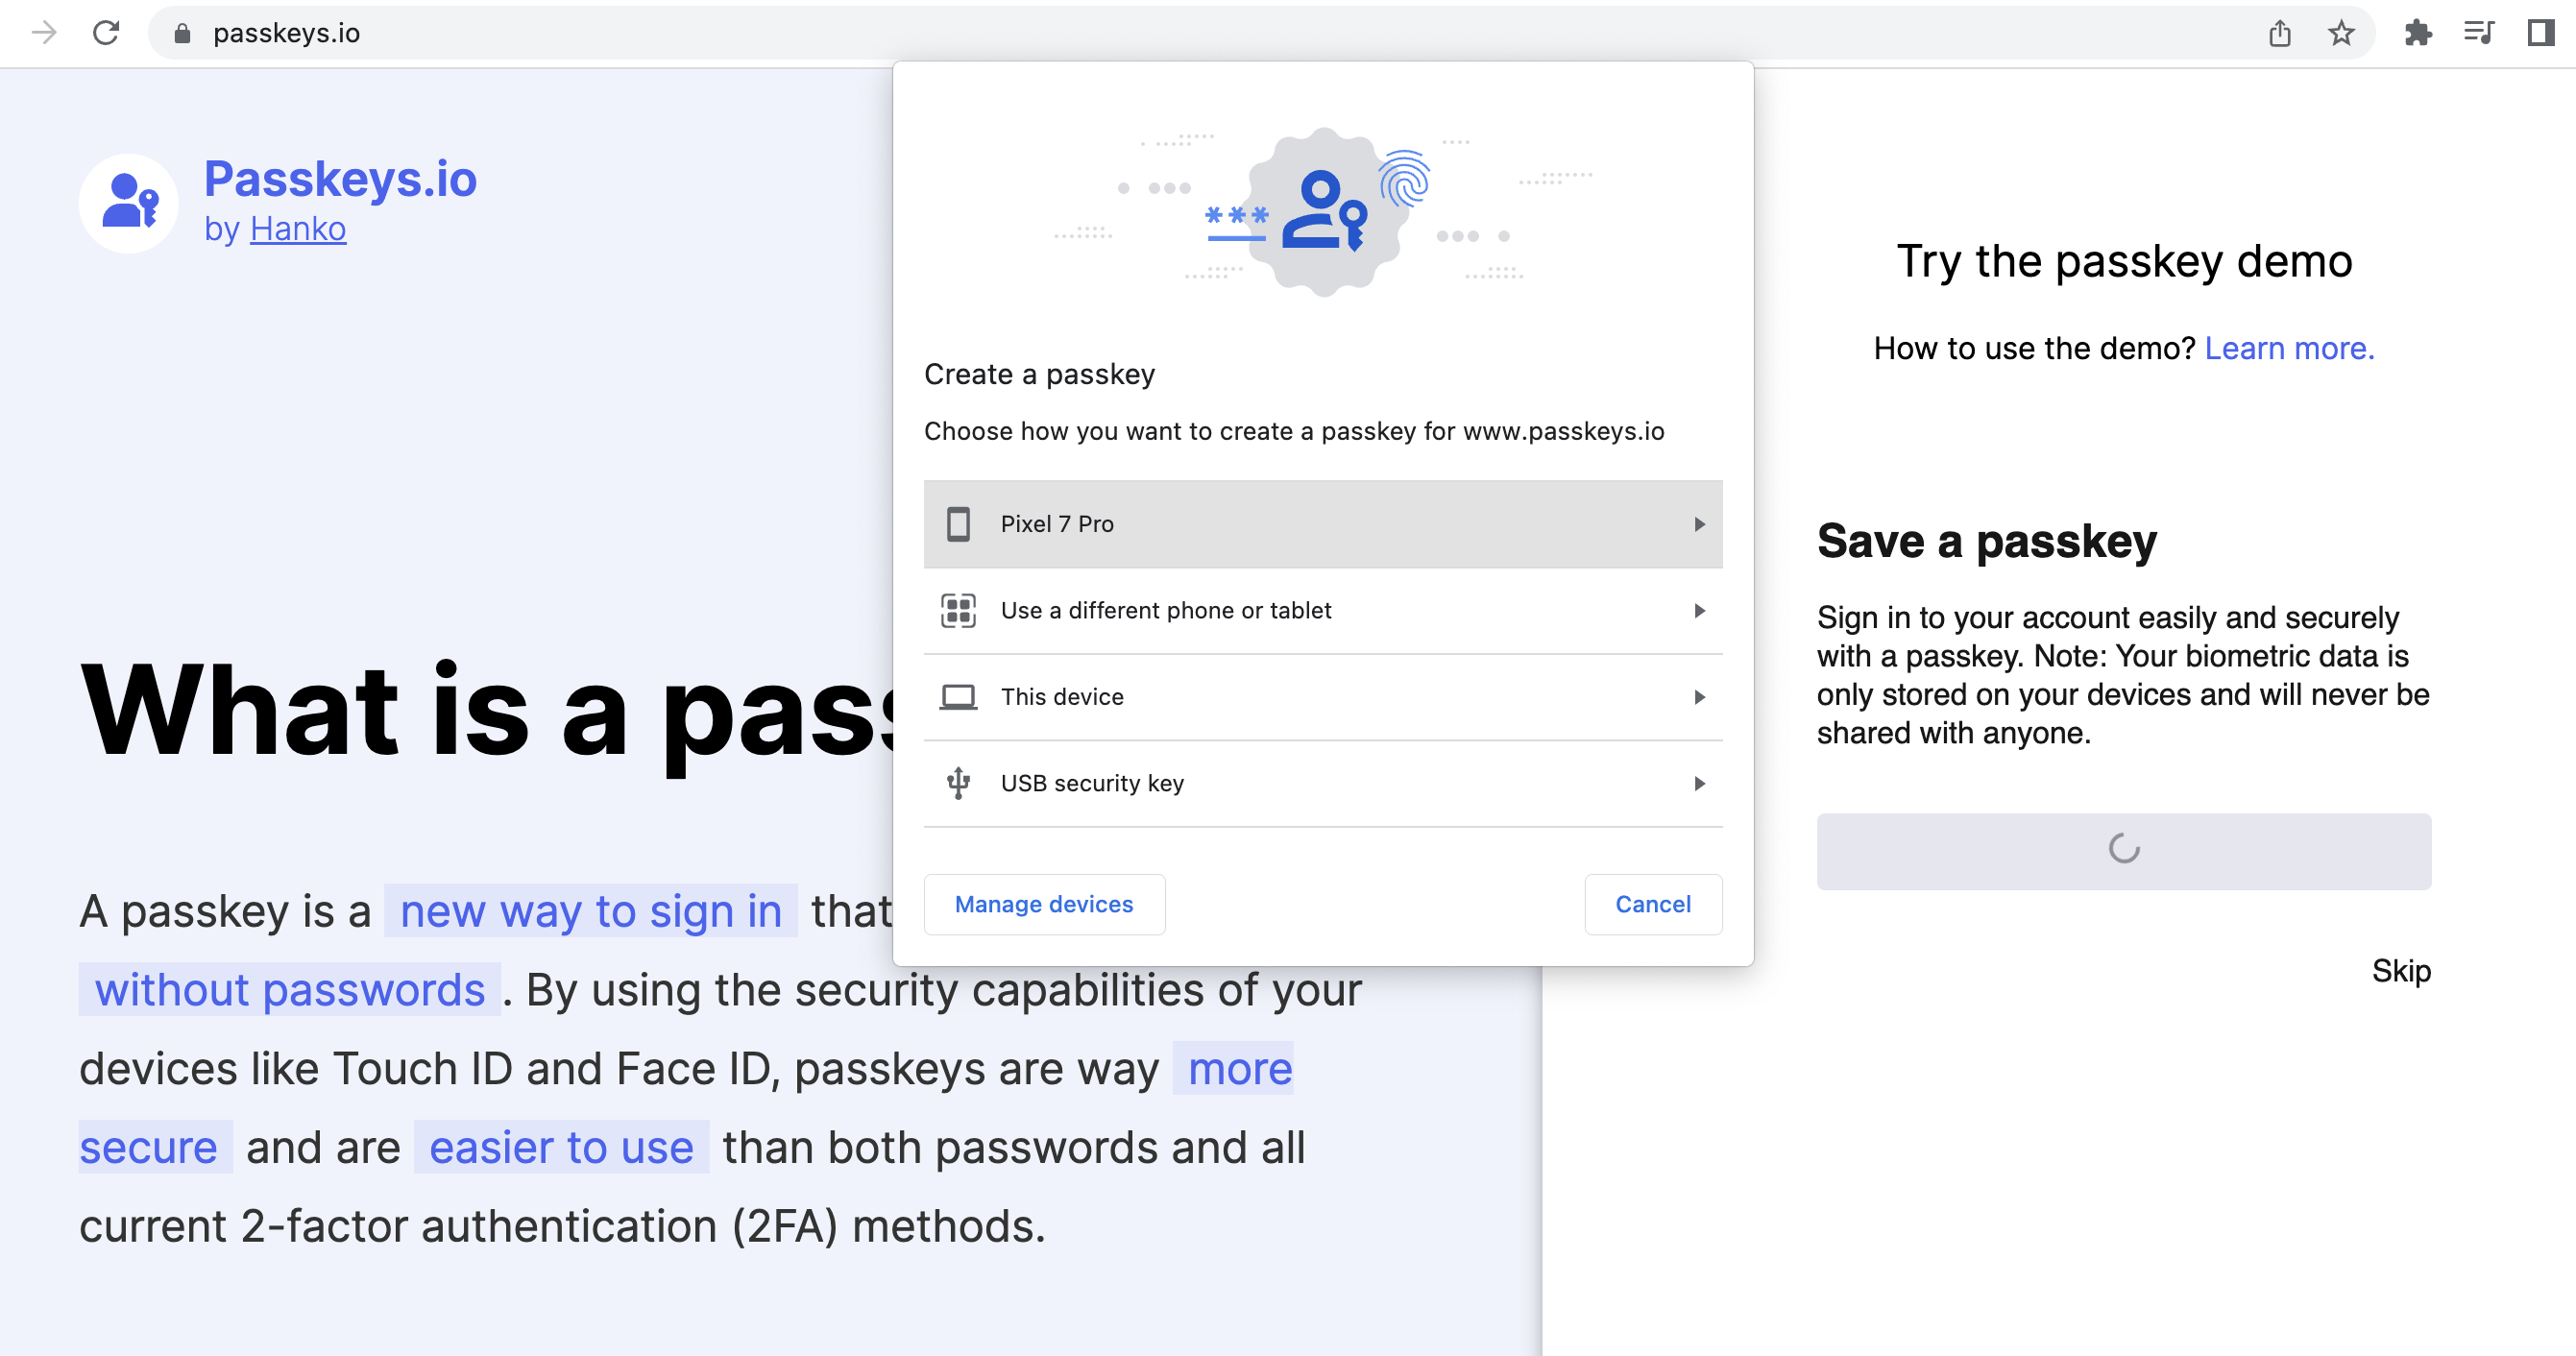 passkeys.io
Passkeys.io
by Hanko
What is a pass
A passkey is a new way to sign in that
without passwords . By using the security capabilities of your
devices like Touch ID and Face ID, passkeys are way more
secure and are easier to use than both passwords and all
current 2-factor authentication (2FA) methods.
***
Create a passkey
Choose how you want to create a passkey for www.passkeys.io
Pixel 7 Pro
Use a different phone or tablet
This device
USB security key
Manage devices
Cancel
Try the passkey demo
How to use the demo? Learn more.
Save a passkey
Sign in to your account easily and securely
with a passkey. Note: Your biometric data is
only stored on your devices and will never be
shared with anyone.
Skip